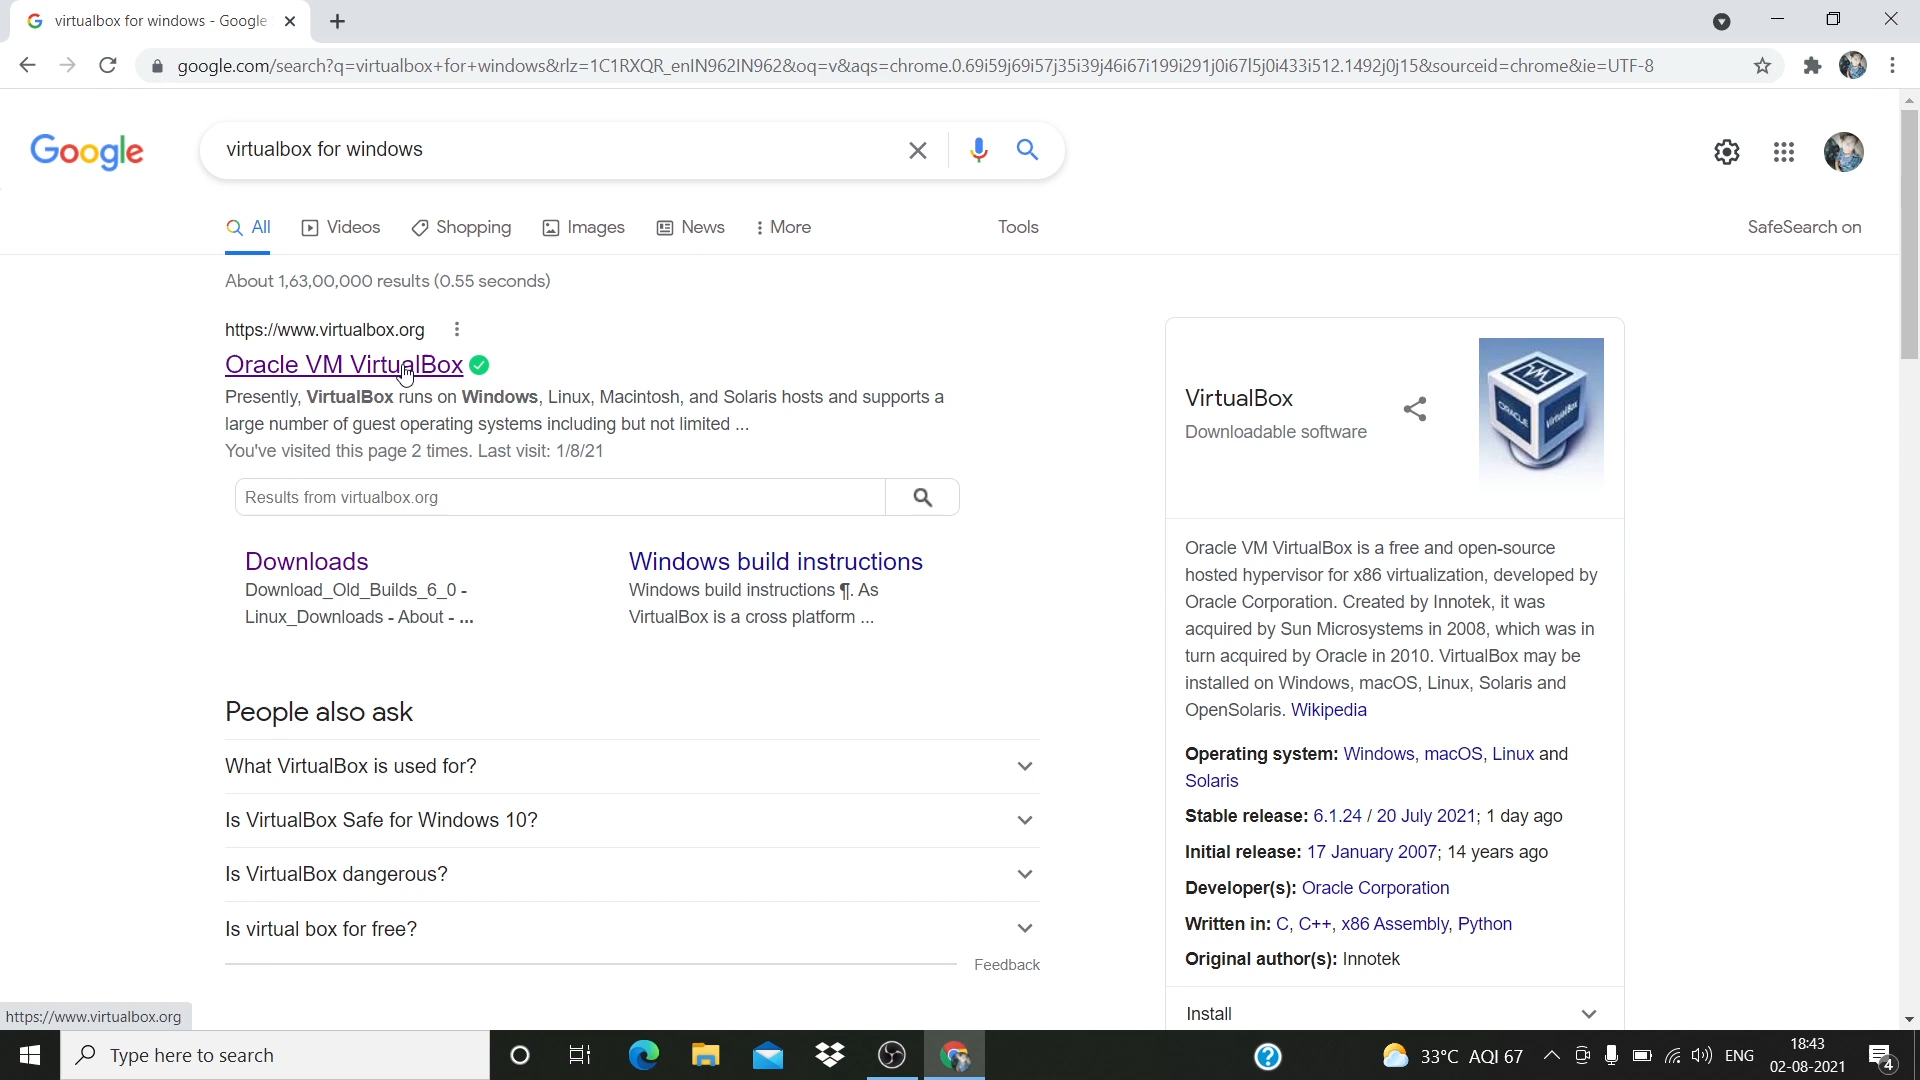 virtualbox for windows - Google
google.com/search?q=virtualbox+for+windows&rlz=1C1RXQR_enIN962IN962&oq=v&aqs=chrome.0.69i59j69i57j35i39j46i67i199i291j0i67l5j0i433i512.1492j0j15&sourceid=chrome&ie=UTF-8
Google
virtualbox for windows
All Videos Shopping Images News More Tools SafeSearch on
About 1,63,00,000 results (0.55 seconds)
https://www.virtualbox.org
Oracle VM VirtualBox
Presently, VirtualBox runs on Windows, Linux, Macintosh, and Solaris hosts and supports a
large number of guest operating systems including but not limited ...
You've visited this page 2 times. Last visit: 1/8/21
Results from virtualbox.org
Downloads
Download_Old_Builds_6_0 -
Linux_Downloads - About - ...
Windows build instructions
Windows build instructions ¶. As
VirtualBox is a cross platform ...
People also ask
What VirtualBox is used for?
Is VirtualBox Safe for Windows 10?
Is VirtualBox dangerous?
Is virtual box for free?
Feedback
VirtualBox
Downloadable software
ORACLE
VirtualBox
Oracle VM VirtualBox is a free and open-source
hosted hypervisor for x86 virtualization, developed by
Oracle Corporation. Created by Innotek, it was
acquired by Sun Microsystems in 2008, which was in
turn acquired by Oracle in 2010. VirtualBox may be
installed on Windows, macOS, Linux, Solaris and
OpenSolaris. Wikipedia
Operating system: Windows, macOS, Linux and
Solaris
Stable release: 6.1.24 / 20 July 2021; 1 day ago
Initial release: 17 January 2007; 14 years ago
Developer(s): Oracle Corporation
Written in: C, C++, x86 Assembly, Python
Original author(s): Innotek
Install
https://www.virtualbox.org
Type here to search
33°C AQI 67
ENG
18:43
02-08-2021
4